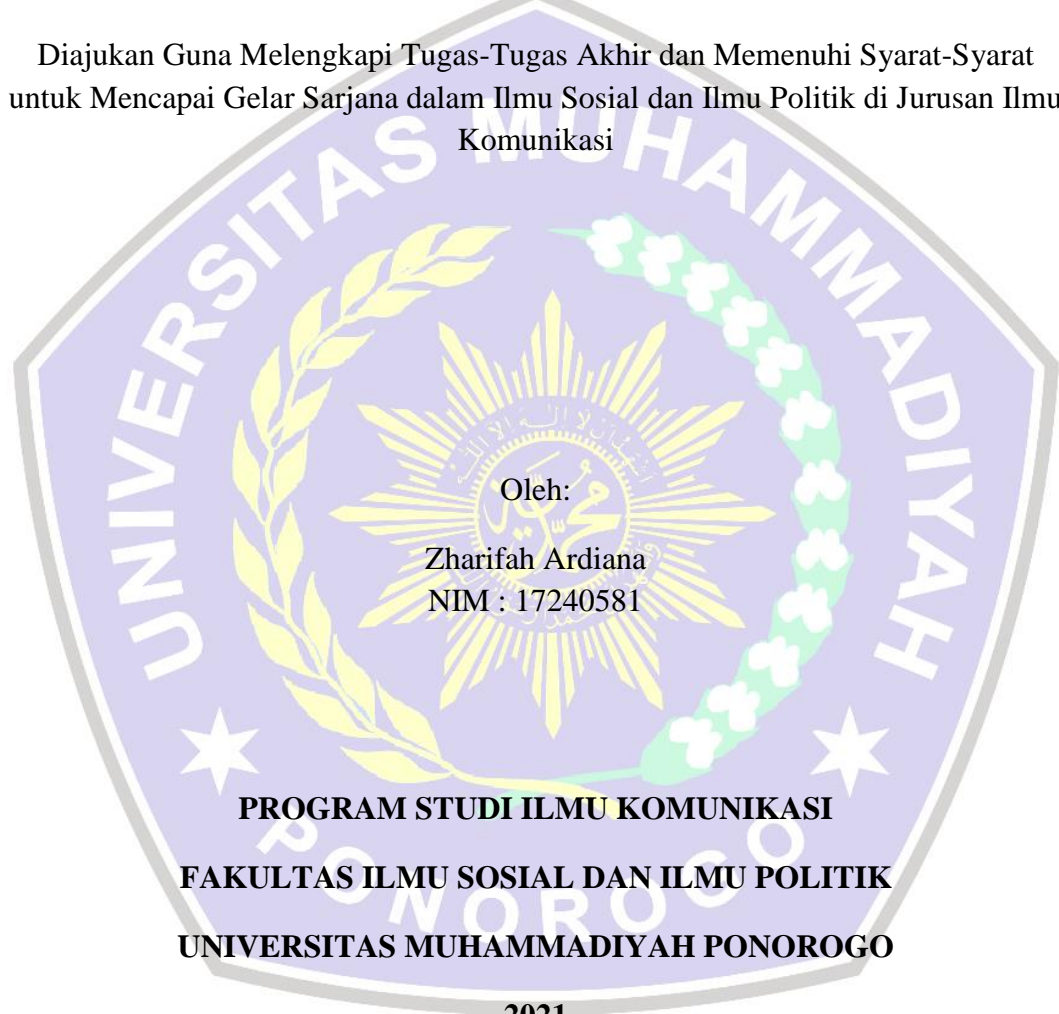 Diajukan Guna Melengkapi Tugas-Tugas Akhir dan Memenuhi Syarat-Syarat
untuk Mencapai Gelar Sarjana dalam Ilmu Sosial dan Ilmu Politik di Jurusan Ilmu
Komunikasi
UNIVERSITAS MUHAMMADIYAH
Oleh:
محمد
Zharifah Ardiana
NIM : 17240581
PROGRAM STUDI ILMU KOMUNIKASI
FAKULTAS ILMU SOSIAL DAN ILMU POLITIK
PONOROGO
UNIVERSITAS MUHAMMADIYAH PONOROGO
2021